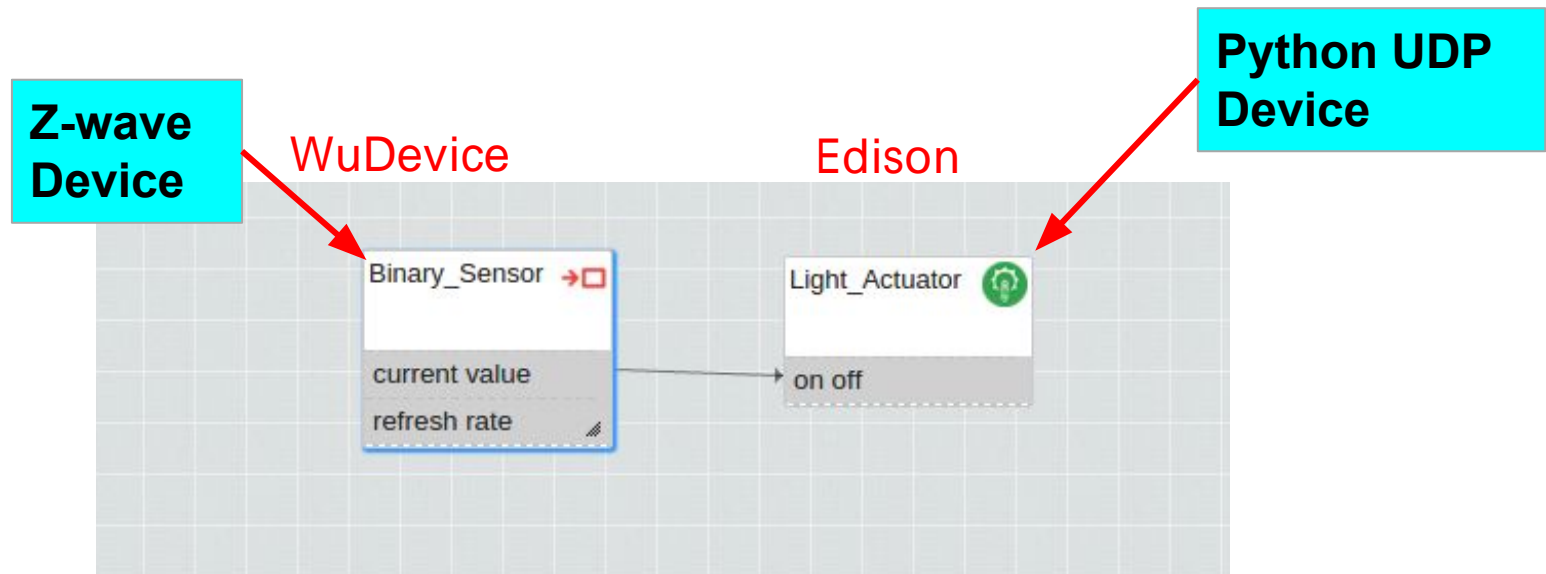 Python UDP
Device
Z-wave
Device
WuDevice
Edison
Binary_Sensor
Light_Actuator
current value
on off
refresh rate